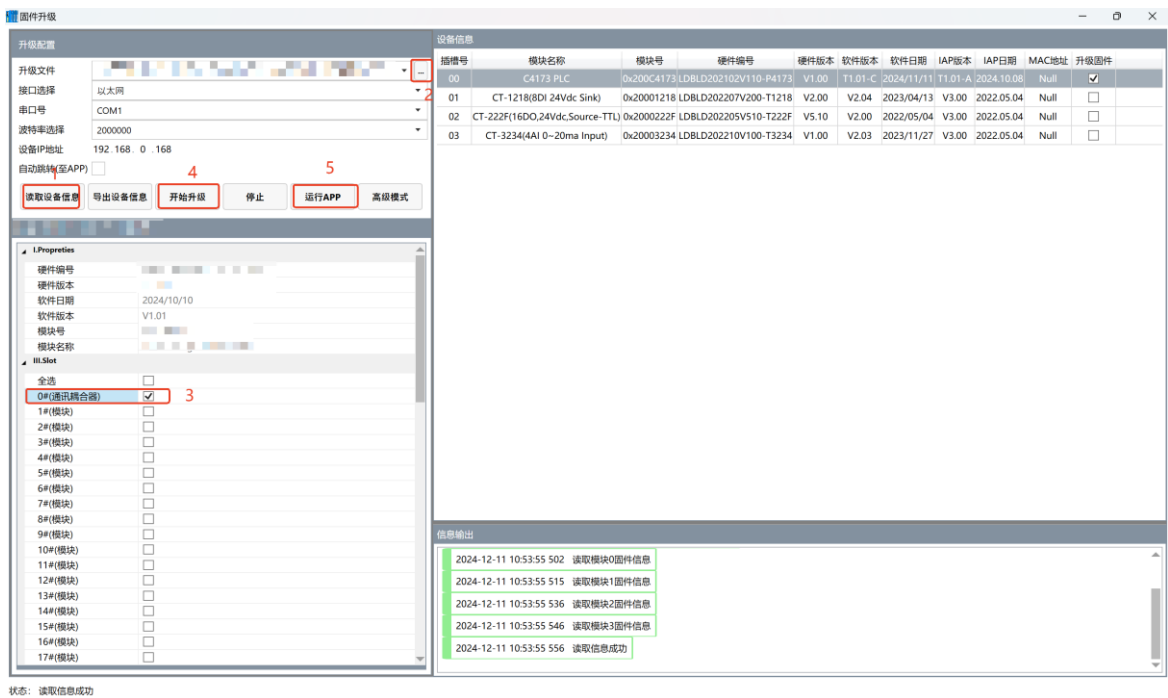 固件升级
升级配置
升级文件
...
2
接口选择 以太网
串口号 COM1
波特率选择 2000000
设备IP地址 192.168. 0 .168
自动跳转(至APP)
1 4 5
读取设备信息 导出设备信息 开始升级 停止 运行APP 高级模式
I.Propreties
硬件编号
硬件版本
软件日期 2024/10/10
软件版本 V1.01
模块号
模块名称
III.Slot
全选
0#(通讯耦合器) 3
1#(模块)
2#(模块)
3#(模块)
4#(模块)
5#(模块)
6#(模块)
7#(模块)
8#(模块)
9#(模块)
10#(模块)
11#(模块)
12#(模块)
13#(模块)
14#(模块)
15#(模块)
16#(模块)
17#(模块)
设备信息
插槽号 模块名称 模块号 硬件编号 硬件版本 软件版本 软件日期 IAP版本 IAP日期 MAC地址 升级固件
00 C4173 PLC 0x200C4173 LDBLD202102V110-P4173 V1.00 T1.01-C 2024/11/11 T1.01-A 2024.10.08 Null
01 CT-1218(8DI 24Vdc Sink) 0x20001218 LDBLD202207V200-T1218 V2.00 V2.04 2023/04/13 V3.00 2022.05.04 Null
02 CT-222F(16DO,24Vdc,Source-TTL) 0x2000222F LDBLD202205V510-T222F V5.10 V2.00 2022/05/04 V3.00 2022.05.04 Null
03 CT-3234(4AI 0~20ma Input) 0x20003234 LDBLD202210V100-T3234 V1.00 V2.03 2023/11/27 V3.00 2022.05.04 Null
信息输出
2024-12-11 10:53:55 502 读取模块0固件信息
2024-12-11 10:53:55 515 读取模块1固件信息
2024-12-11 10:53:55 536 读取模块2固件信息
2024-12-11 10:53:55 546 读取模块3固件信息
2024-12-11 10:53:55 556 读取信息成功
状态: 读取信息成功